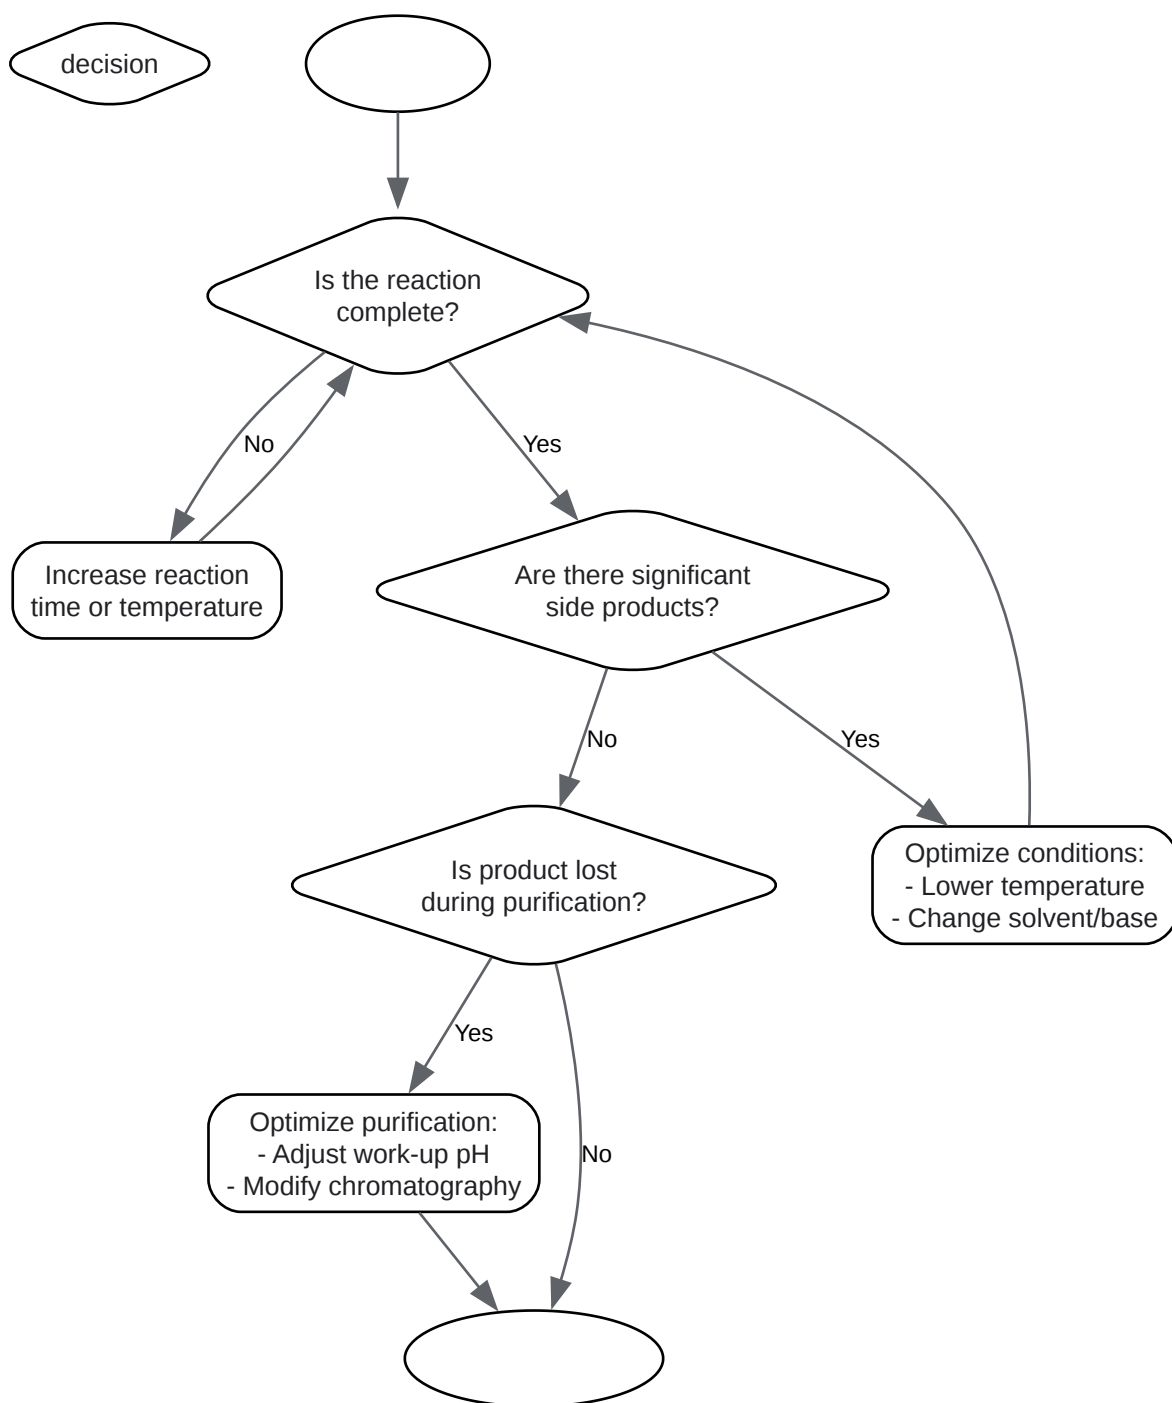 decision
Is the reaction
complete?
No
Yes
Increase reaction
time or temperature
Are there significant
side products?
No
Yes
Is product lost
during purification?
Optimize conditions:
- Lower temperature
- Change solvent/base
Yes
Optimize purification:
- Adjust work-up pH
- Modify chromatography
No